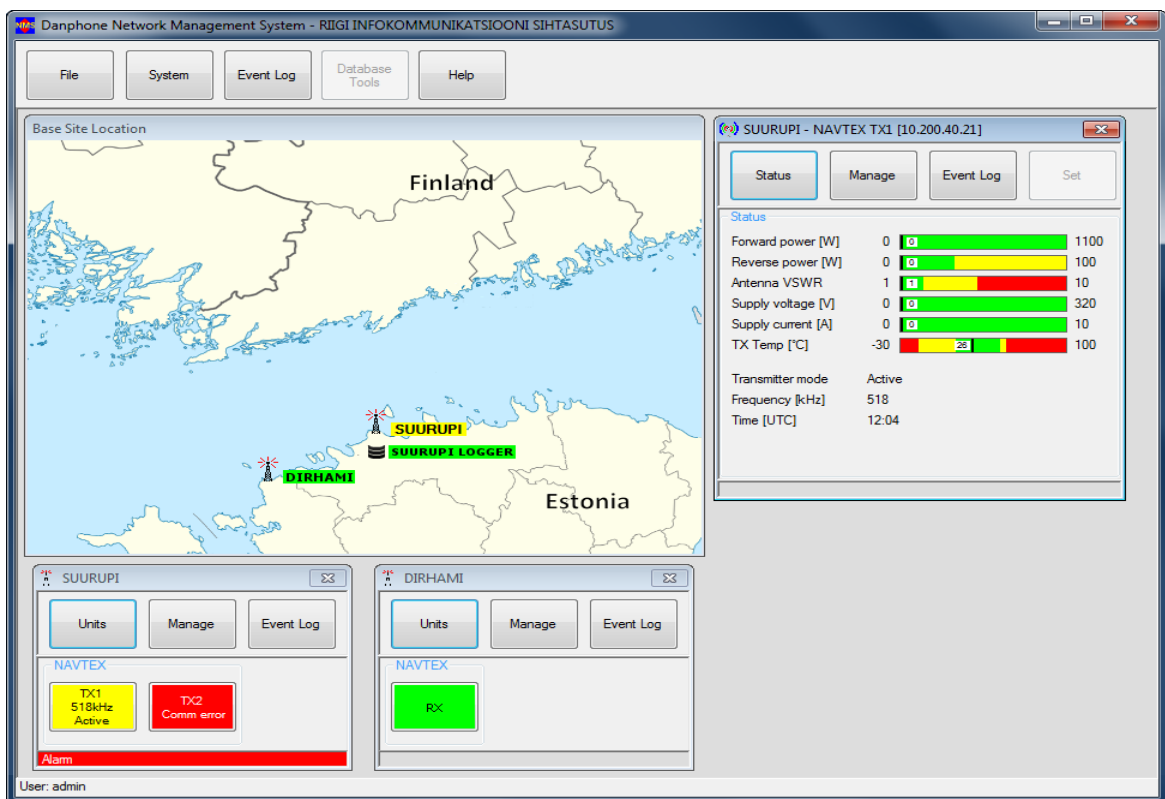 NMS Danphone Network Management System - RIIGI INFOKOMMUNIKATSIOONI SIHTASUTUS
File System Event Log Database Tools Help
Base Site Location
Finland
SUURUPI
SUURUPI LOGGER
DIRHAMI
Estonia
SUURUPI - NAVTEX TX1 [10.200.40.21]
Status Manage Event Log Set
Status
Forward power [W] 0 0 1100
Reverse power [W] 0 0 100
Antenna VSWR 1 1 10
Supply voltage [V] 0 0 320
Supply current [A] 0 0 10
TX Temp [°C] -30 26 100
Transmitter mode Active
Frequency [kHz] 518
Time [UTC] 12:04
SUURUPI
Units Manage Event Log
NAVTEX
TX1
518kHz
Active
TX2
Comm error
Alarm
DIRHAMI
Units Manage Event Log
NAVTEX
RX
User: admin